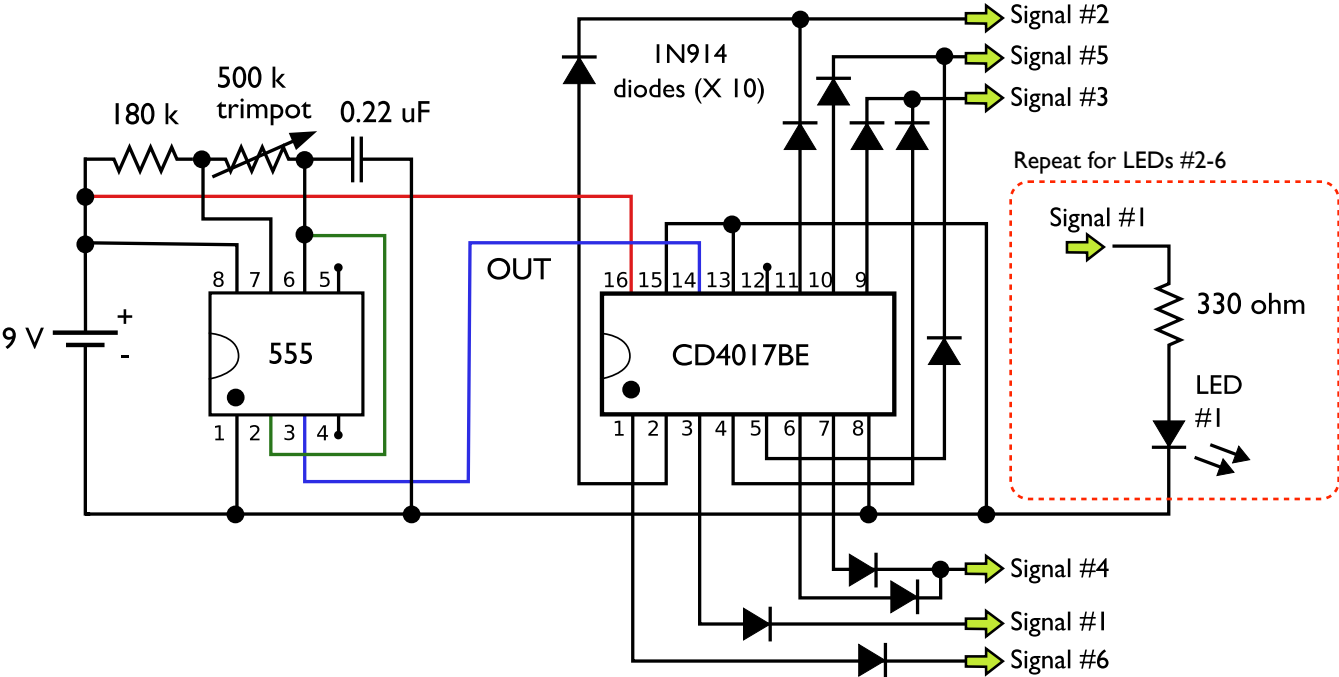 Signal #2
1N914
diodes (X 10)
Signal #5
Signal #3
500 k
trimpot
180 k
0.22 uF
Repeat for LEDs #2-6
Signal #1
OUT
8 7 6 5
16 15 14 13 12 11 10 9
330 ohm
9 V
+
-
555
CD4017BE
LED
#1
1 2 3 4
1 2 3 4 5 6 7 8
Signal #4
Signal #1
Signal #6